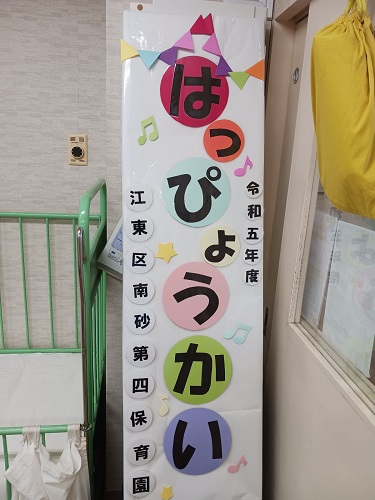 令和五年度
はっぴょうかい
江東区南砂第四保育園